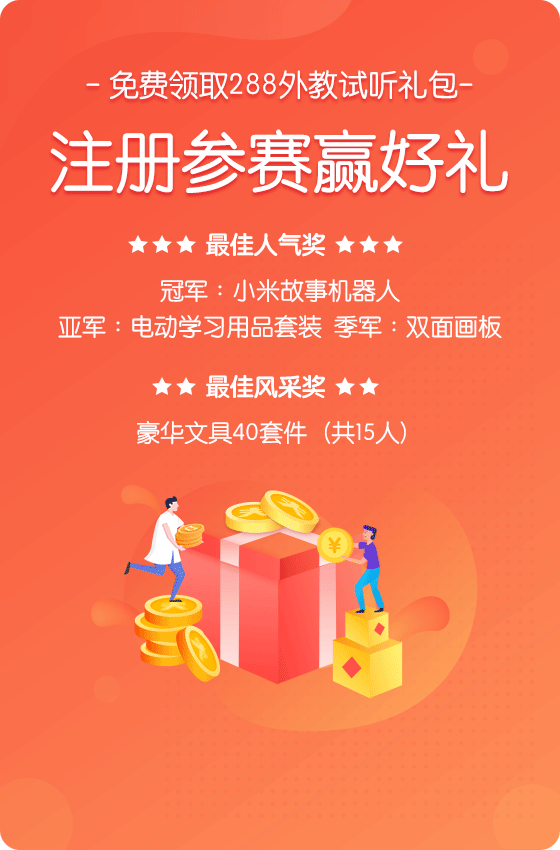 - 免费领取288外教试听礼包-
注册参赛赢好礼
★★★ 最佳人气奖 ★★★
冠军：小米故事机器人
亚军：电动学习用品套装 季军：双面画板
★★ 最佳风采奖 ★★
豪华文具40套件（共15人）
¥